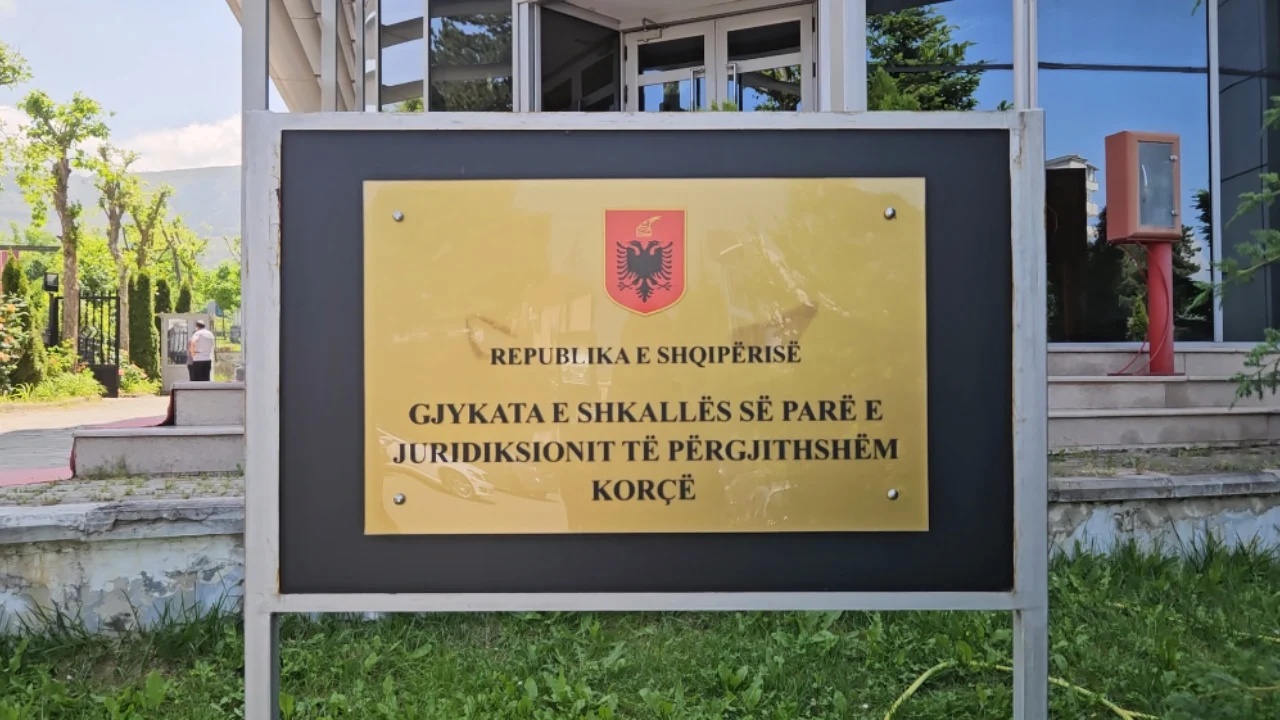 REPUBLIKA E SHQIPËRISË
GJYKATA E SHKALLËS SË PARË E
JURIDIKSIONIT TË PËRGJITHSHËM
KORÇË